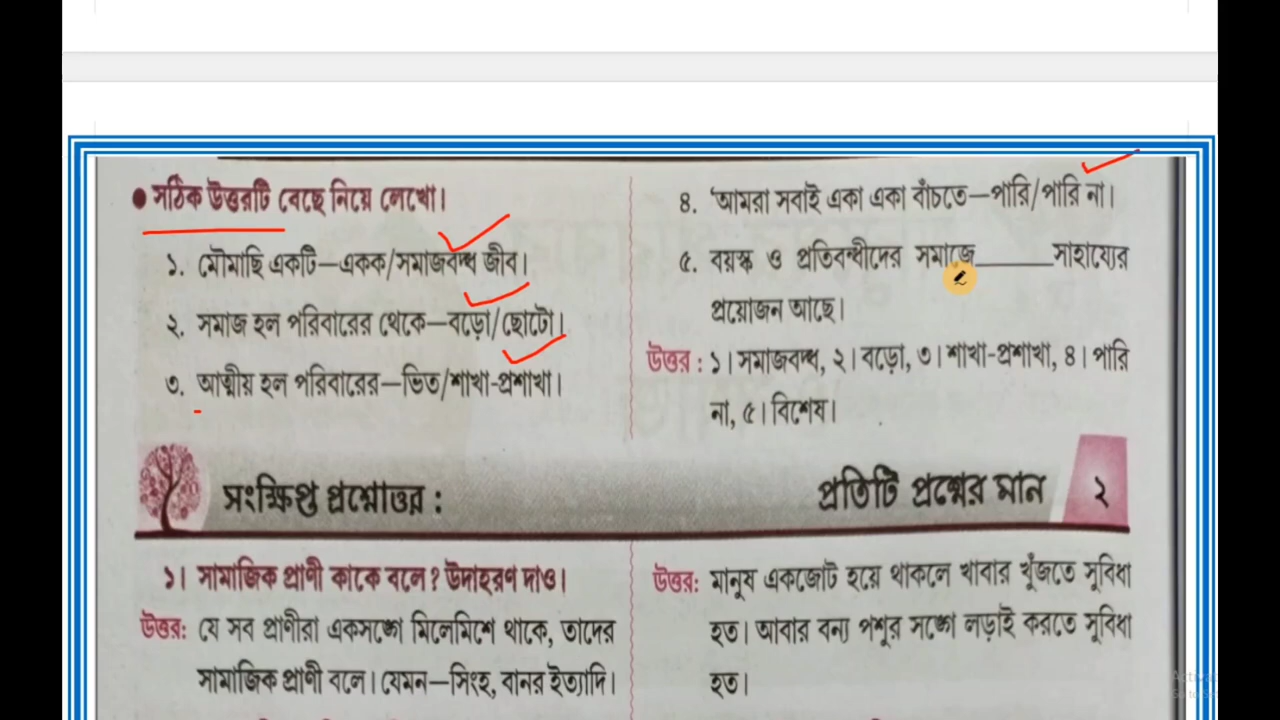 ● সঠিক উত্তরটি বেছে নিয়ে লেখো।
১. মৌমাছি একটি—একক/সমাজবদ্ধ জীব।
২. সমাজ হল পরিবারের থেকে—বড়ো/ছোটো।
৩. আত্মীয় হল পরিবারের—ভিত/শাখা-প্রশাখা।
৪. 'আমরা সবাই একা একা বাঁচতে—পারি/পারি না।
৫. বয়স্ক ও প্রতিবন্ধীদের সমাজে______সাহায্যের
প্রয়োজন আছে।
উত্তর : ১। সমাজবদ্ধ, ২। বড়ো, ৩। শাখা-প্রশাখা, ৪। পারি
না, ৫। বিশেষ।
সংক্ষিপ্ত প্রশ্নোত্তর :
প্রতিটি প্রশ্নের মান ২
১। সামাজিক প্রাণী কাকে বলে? উদাহরণ দাও।
উত্তর: যে সব প্রাণীরা একসঙ্গে মিলেমিশে থাকে, তাদের
সামাজিক প্রাণী বলে। যেমন—সিংহ, বানর ইত্যাদি।
উত্তর: মানুষ একজোট হয়ে থাকলে খাবার খুঁজতে সুবিধা
হত। আবার বন্য পশুর সঙ্গে লড়াই করতে সুবিধা
হত।